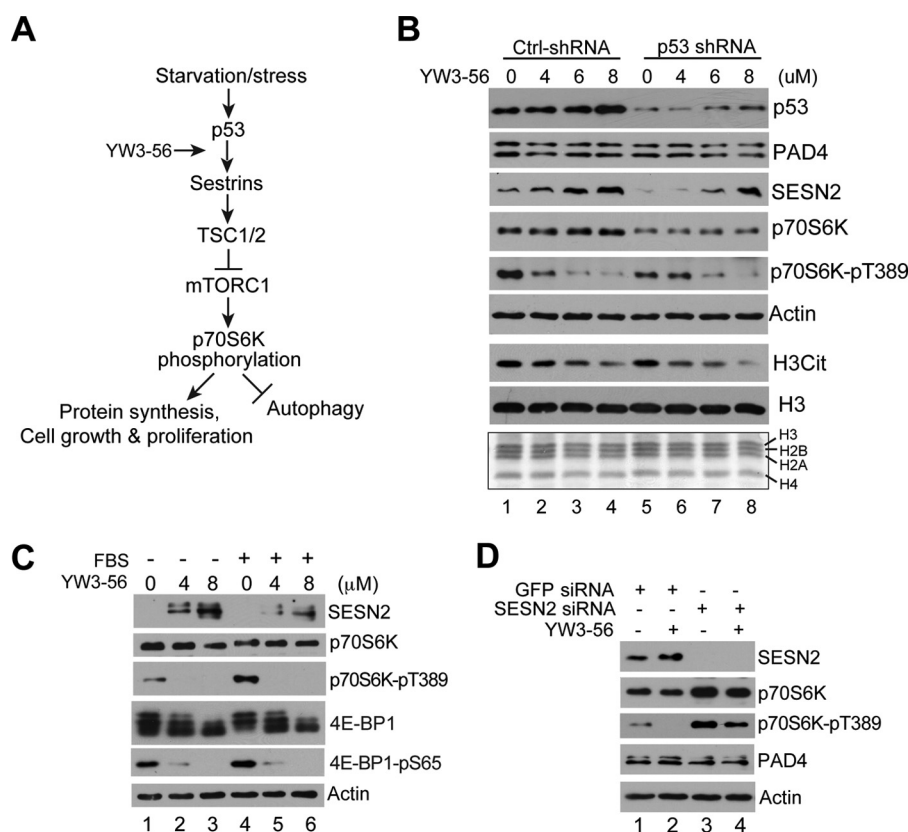 A
Starvation/stress
p53
YW3-56
Sestrins
TSC1/2
mTORC1
p70S6K
phosphorylation
Protein synthesis,
Cell growth & proliferation
Autophagy
B
Ctrl-shRNA p53 shRNA
YW3-56 0 4 6 8 0 4 6 8 (uM)
p53
PAD4
SESN2
p70S6K
p70S6K-pT389
Actin
H3Cit
H3
H3
H2B
H2A
H4
1 2 3 4 5 6 7 8
C
FBS - - - + + +
YW3-56 0 4 8 0 4 8 (μM)
SESN2
p70S6K
p70S6K-pT389
4E-BP1
4E-BP1-pS65
Actin
1 2 3 4 5 6
D
GFP siRNA + + - -
SESN2 siRNA - - + +
YW3-56 - + - +
SESN2
p70S6K
p70S6K-pT389
PAD4
Actin
1 2 3 4